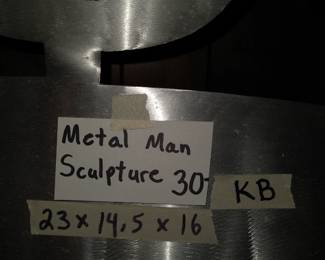 Metal Man
Sculpture 30-
KB
23 x 14.5 x 16